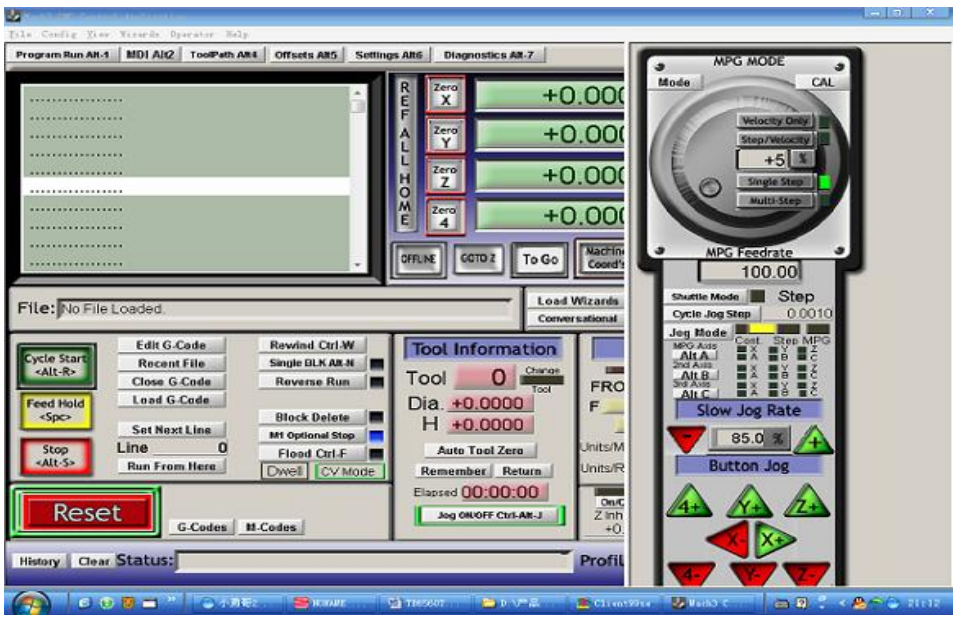 File Config View Wizards Operator Help
Program Run Alt-1 MDI Alt2 ToolPath Alt4 Offsets Alt5 Settings Alt6 Diagnostics Alt-7
REF ALL HOME
Zero X +0.000
Zero Y +0.000
Zero Z +0.000
Zero 4 +0.000
OFFLINE GOTO Z To Go Machine Coord's
File: No File Loaded.
Load Wizards
Conversational
Cycle Start <Alt-R>
Feed Hold <Spc>
Stop <Alt-S>
Edit G-Code
Recent File
Close G-Code
Load G-Code
Set Next Line
Line 0
Run From Here
Rewind Ctrl-W
Single BLK Alt-N
Reverse Run
Block Delete
M1 Optional Stop
Flood Ctrl-F
Dwell CV Mode
Tool Information
Tool 0 Change Tool
Dia. +0.0000
H +0.0000
Auto Tool Zero
Remember Return
Elapsed 00:00:00
Jog ON/OFF Ctrl-Alt-J
FRO
F
Units/M
Units/R
On/O
Z Inh
+0.
Reset
G-Codes M-Codes
History Clear Status:
Profil
MPG MODE
Mode CAL
Velocity Only
Step/Velocity
+5 %
Single Step
Multi-Step
MPG Feedrate
100.00
Shuttle Mode Step
Cycle Jog Step 0.0010
Jog Mode Cont. Step MPG
MPG Axis X Y Z
Alt A A B C
2nd Axis X Y Z
Alt B A B C
3rd Axis X Y Z
Alt C A B C
Slow Jog Rate
- 85.0 % +
Button Jog
4+ Y+ Z+
X- X+
4- Y- Z-
21:12